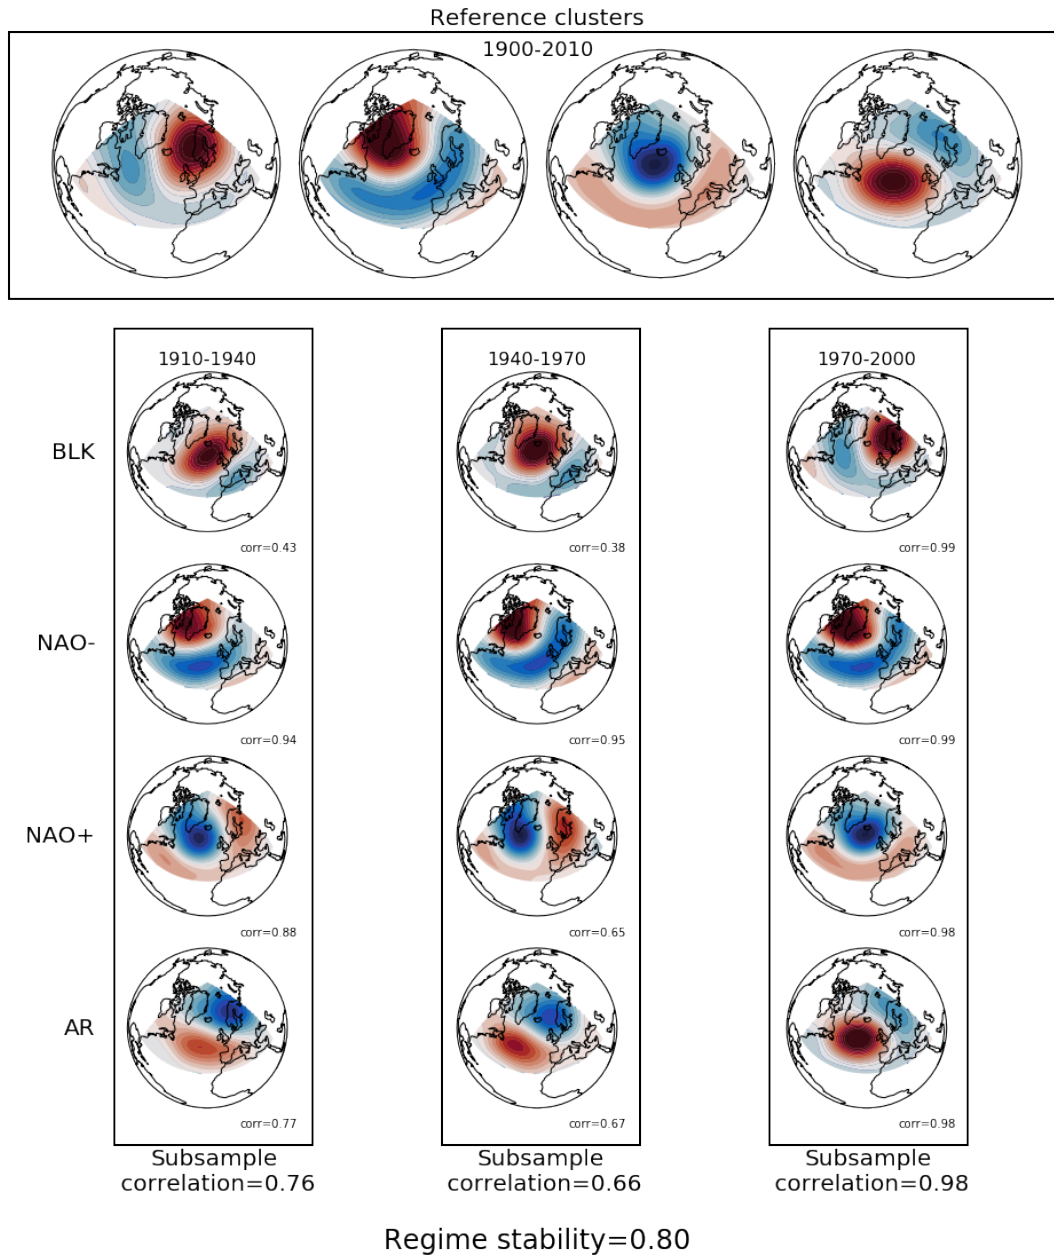 Reference clusters
1900-2010
1910-1940
1940-1970
1970-2000
BLK
corr=0.43
corr=0.38
corr=0.99
NAO-
corr=0.94
corr=0.95
corr=0.99
NAO+
corr=0.88
corr=0.65
corr=0.98
AR
corr=0.77
corr=0.67
corr=0.98
Subsample
correlation=0.76
Subsample
correlation=0.66
Subsample
correlation=0.98
Regime stability=0.80